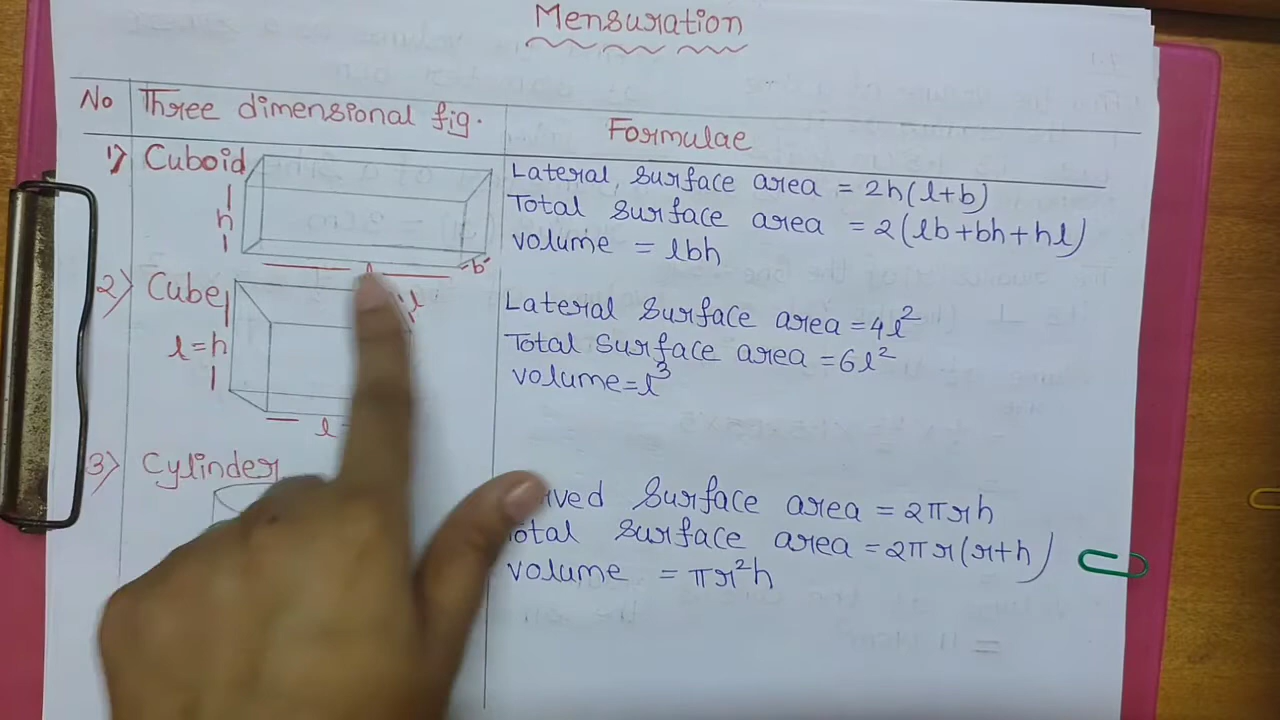 Mensuration
No Three dimensional fig. Formulae
1) Cuboid
h
b
Lateral surface area = 2h(l+b)
Total surface area = 2(lb+bh+hl)
volume = lbh
2) Cube
l
l=h
l
Lateral surface area = 4l²
Total surface area = 6l²
volume = l³
3) Cylinder
surface area = 2πrh
Total surface area = 2πr(r+h)
volume = πr²h